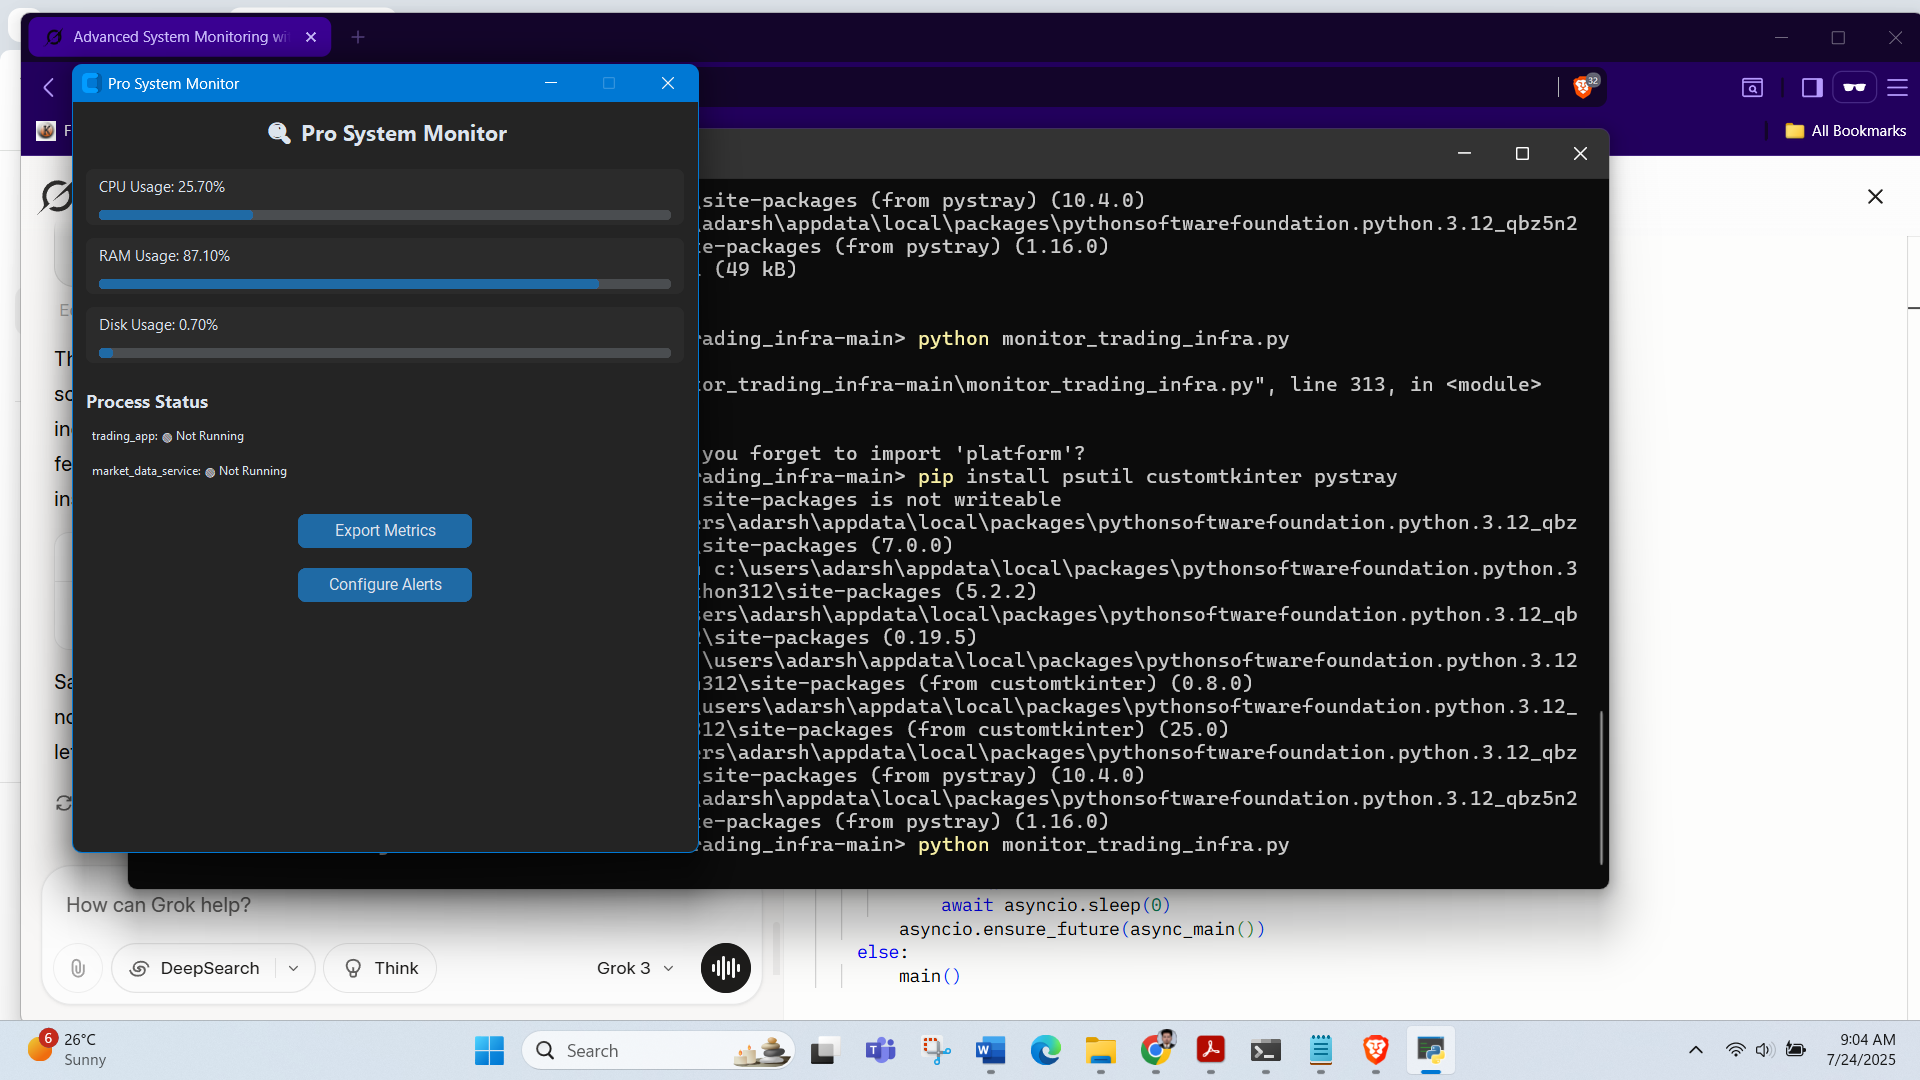 Advanced System Monitoring wi
32
All Bookmarks
Pro System Monitor
Pro System Monitor
CPU Usage: 25.70%
RAM Usage: 87.10%
Disk Usage: 0.70%
Process Status
trading_app: Not Running
market_data_service: Not Running
Export Metrics
Configure Alerts
site-packages (from pystray) (10.4.0)
adarsh\appdata\local\packages\pythonsoftwarefoundation.python.3.12_qbz5n2
e-packages (from pystray) (1.16.0)
(49 kB)
ading_infra-main> python monitor_trading_infra.py
or_trading_infra-main\monitor_trading_infra.py", line 313, in <module>
you forget to import 'platform'?
ading_infra-main> pip install psutil customtkinter pystray
site-packages is not writeable
ers\adarsh\appdata\local\packages\pythonsoftwarefoundation.python.3.12_qbz
\site-packages (7.0.0)
c:\users\adarsh\appdata\local\packages\pythonsoftwarefoundation.python.3
hon312\site-packages (5.2.2)
ers\adarsh\appdata\local\packages\pythonsoftwarefoundation.python.3.12_qb
\site-packages (0.19.5)
\users\adarsh\appdata\local\packages\pythonsoftwarefoundation.python.3.12
312\site-packages (from customtkinter) (0.8.0)
users\adarsh\appdata\local\packages\pythonsoftwarefoundation.python.3.12_
12\site-packages (from customtkinter) (25.0)
ers\adarsh\appdata\local\packages\pythonsoftwarefoundation.python.3.12_qbz
site-packages (from pystray) (10.4.0)
adarsh\appdata\local\packages\pythonsoftwarefoundation.python.3.12_qbz5n2
e-packages (from pystray) (1.16.0)
ading_infra-main> python monitor_trading_infra.py
await asyncio.sleep(0)
asyncio.ensure_future(async_main())
else:
main()
How can Grok help?
DeepSearch
Think
Grok 3
6
26°C
Sunny
Search
9:04 AM
7/24/2025